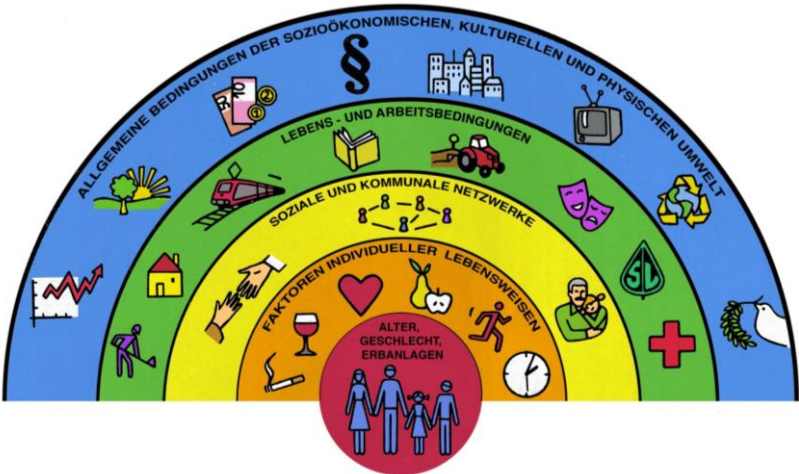 ALLGEMEINE BEDINGUNGEN DER SOZIOÖKONOMISCHEN, KULTURELLEN UND PHYSISCHEN UMWELT
§
LEBENS - UND ARBEITSBEDINGUNGEN
SOZIALE UND KOMMUNALE NETZWERKE
FAKTOREN INDIVIDUELLER LEBENSWEISEN
ALTER,
GESCHLECHT,
ERBANLAGEN